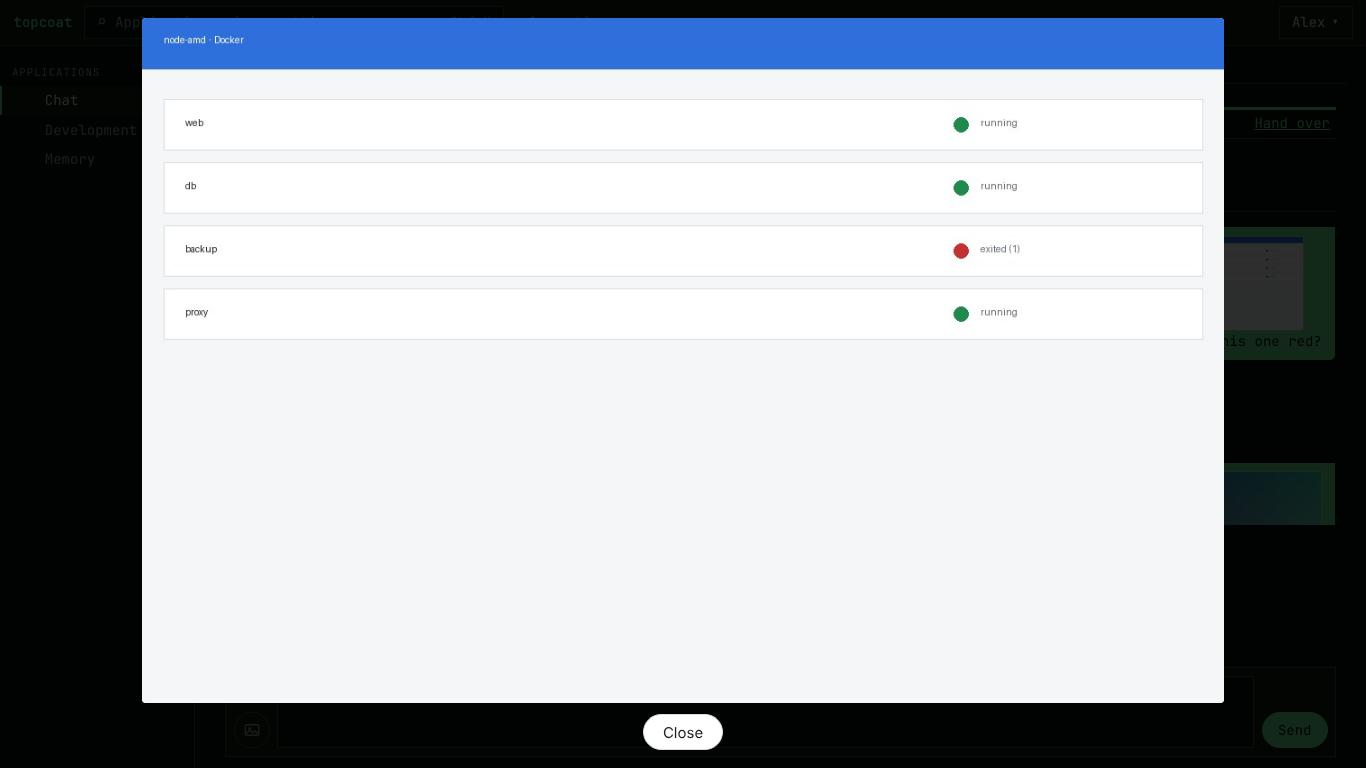 topcoat
App
Alex ▾
APPLICATIONS
Chat
Development
Memory
Hand over
node-amd · Docker
web running
db running
backup exited (1)
proxy running
his one red?
Send
Close